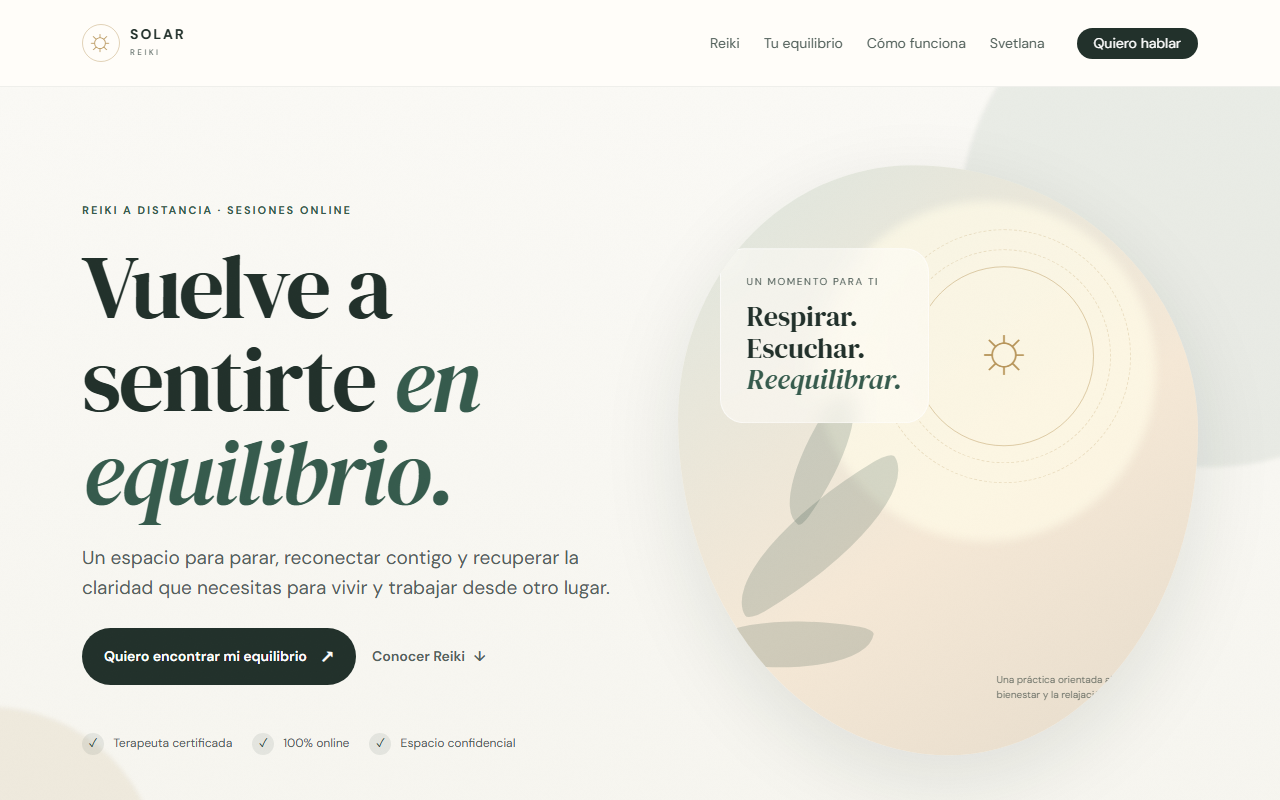 SOLAR
REIKI
Reiki
Tu equilibrio
Cómo funciona
Svetlana
Quiero hablar
REIKI A DISTANCIA · SESIONES ONLINE
Vuelve a
sentirte en
equilibrio.
Un espacio para parar, reconectar contigo y recuperar la
claridad que necesitas para vivir y trabajar desde otro lugar.
Quiero encontrar mi equilibrio ↗
Conocer Reiki ↓
✓ Terapeuta certificada
✓ 100% online
✓ Espacio confidencial
UN MOMENTO PARA TI
Respirar.
Escuchar.
Reequilibrar.
Una práctica orientada
bienestar y la